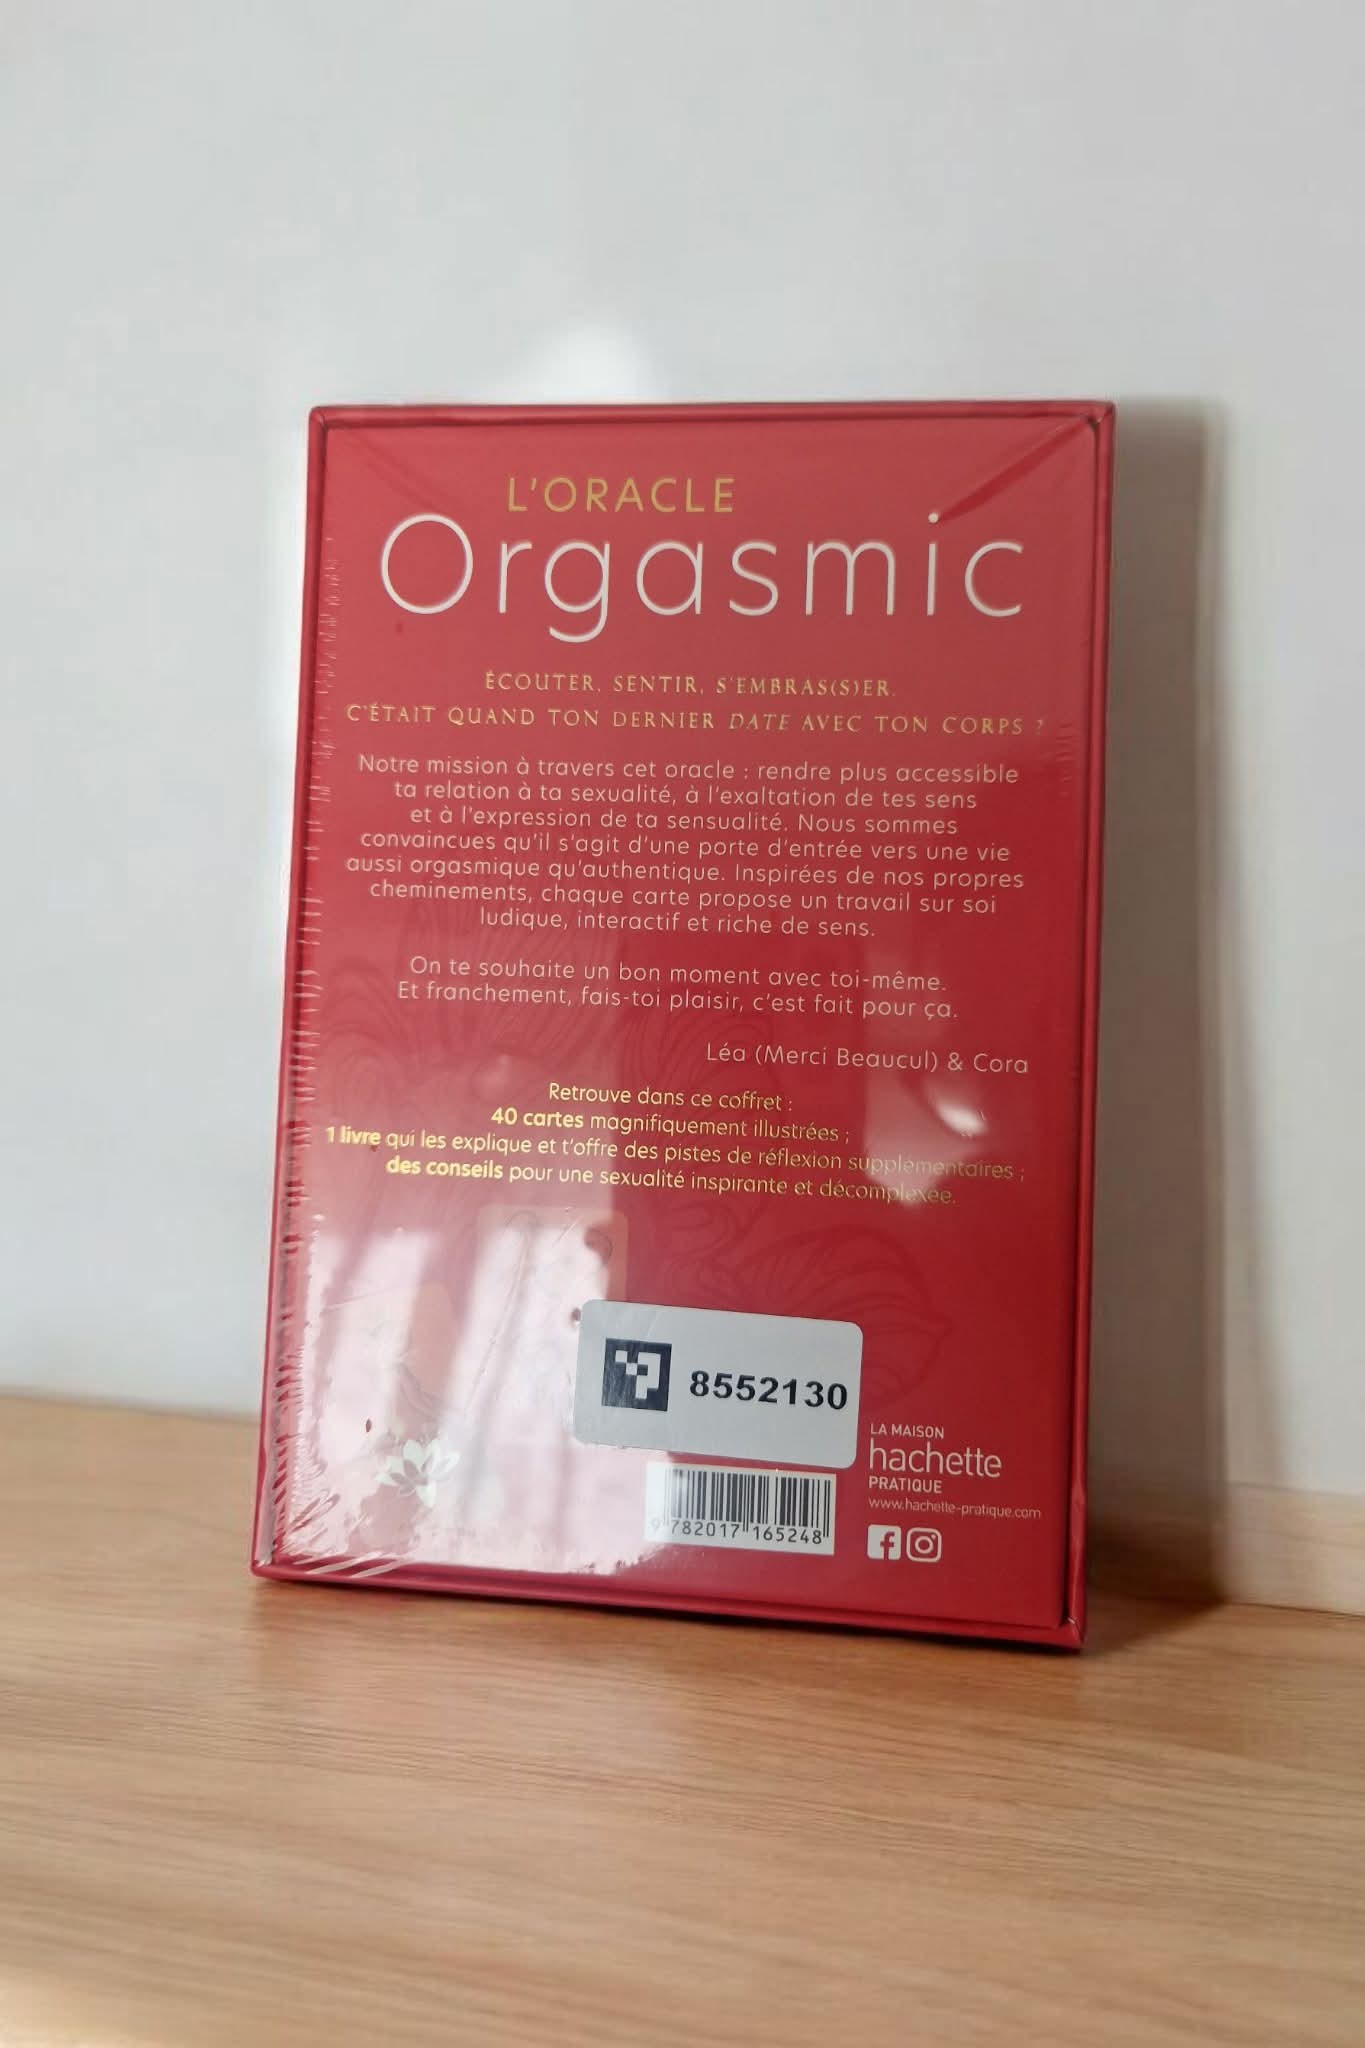 L'ORACLE
Orgasmic
ÉCOUTER, SENTIR, S'EMBRAS(S)ER.
C'ÉTAIT QUAND TON DERNIER DATE AVEC TON CORPS ?
Notre mission à travers cet oracle : rendre plus accessible
ta relation à ta sexualité, à l'exaltation de tes sens
et à l'expression de ta sensualité. Nous sommes
convaincues qu'il s'agit d'une porte d'entrée vers une vie
aussi orgasmique qu'authentique. Inspirées de nos propres
cheminements, chaque carte propose un travail sur soi
ludique, interactif et riche de sens.
On te souhaite un bon moment avec toi-même.
Et franchement, fais-toi plaisir, c'est fait pour ça.
Léa (Merci Beaucul) & Cora
Retrouve dans ce coffret :
40 cartes magnifiquement illustrées ;
1 livre qui les explique et t'offre des pistes de réflexion supplémentaires ;
des conseils pour une sexualité inspirante et décomplexée.
8552130
LA MAISON
hachette
PRATIQUE
www.hachette-pratique.com
9 782017 165248